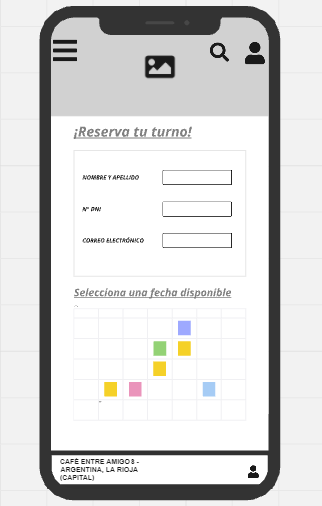 ¡Reserva tu turno!
NOMBRE Y APELLIDO
N° DNI
CORREO ELECTRÓNICO
Selecciona una fecha disponible
CAFÉ ENTRE AMIGOS -
ARGENTINA, LA RIOJA
(CAPITAL)